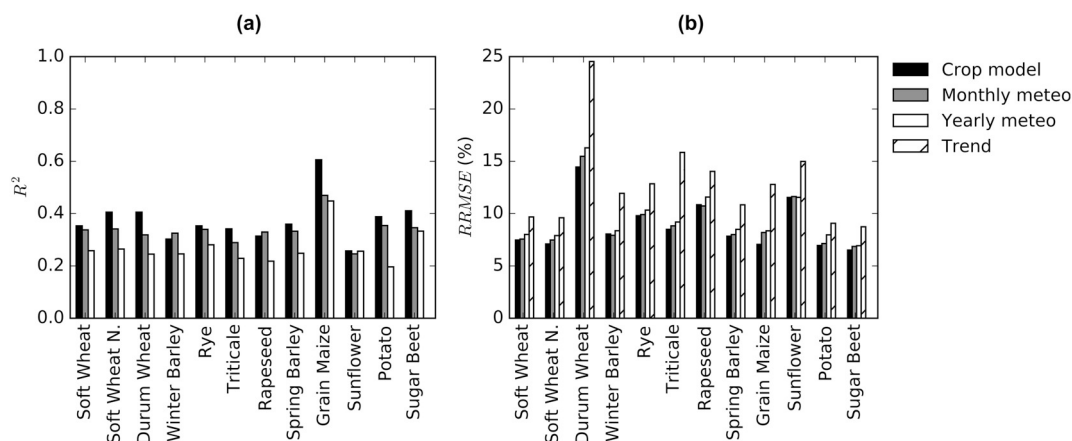 (a)
1.0
0.8
0.6
0.4
0.2
0.0
R²
Soft Wheat
Soft Wheat N.
Durum Wheat
Winter Barley
Rye
Triticale
Rapeseed
Spring Barley
Grain Maize
Sunflower
Potato
Sugar Beet
(b)
25
20
15
10
5
0
RRMSE (%)
Soft Wheat
Soft Wheat N.
Durum Wheat
Winter Barley
Rye
Triticale
Rapeseed
Spring Barley
Grain Maize
Sunflower
Potato
Sugar Beet
Crop model
Monthly meteo
Yearly meteo
Trend